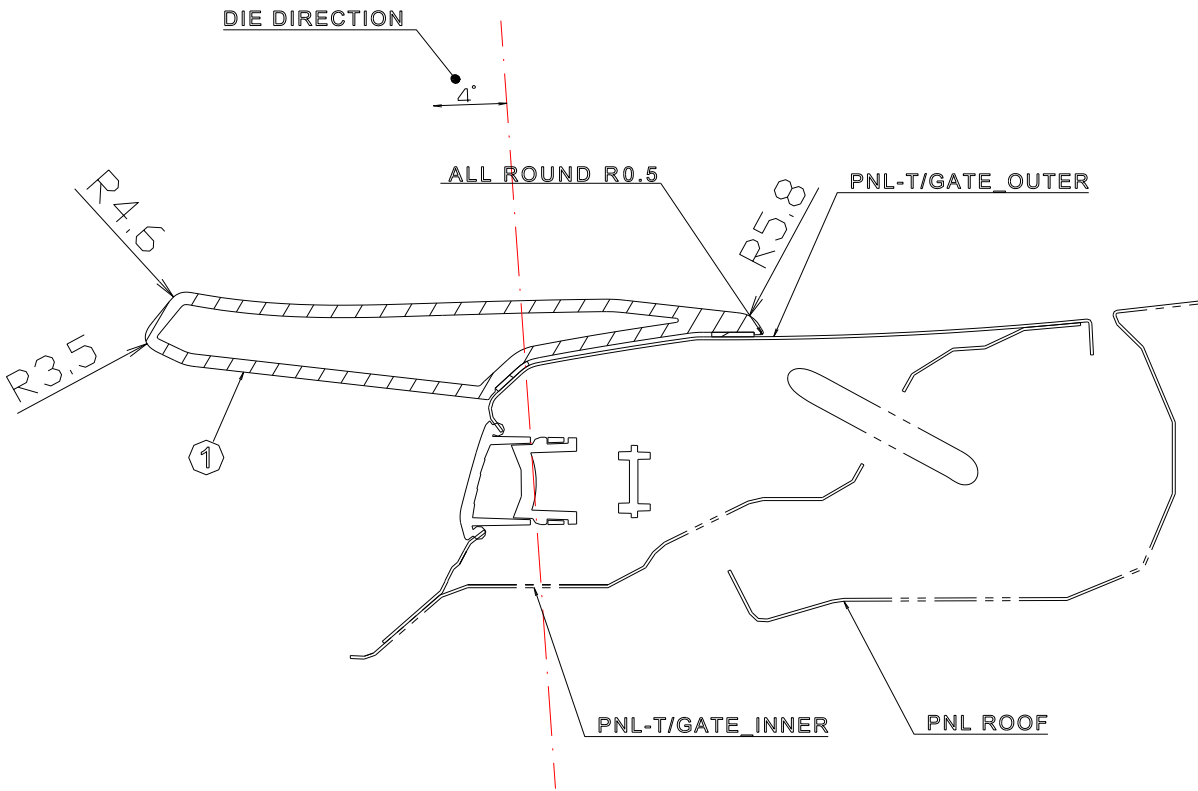 DIE DIRECTION
4°
ALL ROUND R0.5
PNL-T/GATE_OUTER
R4.6
R5.8
R3.5
1
PNL-T/GATE_INNER
PNL ROOF